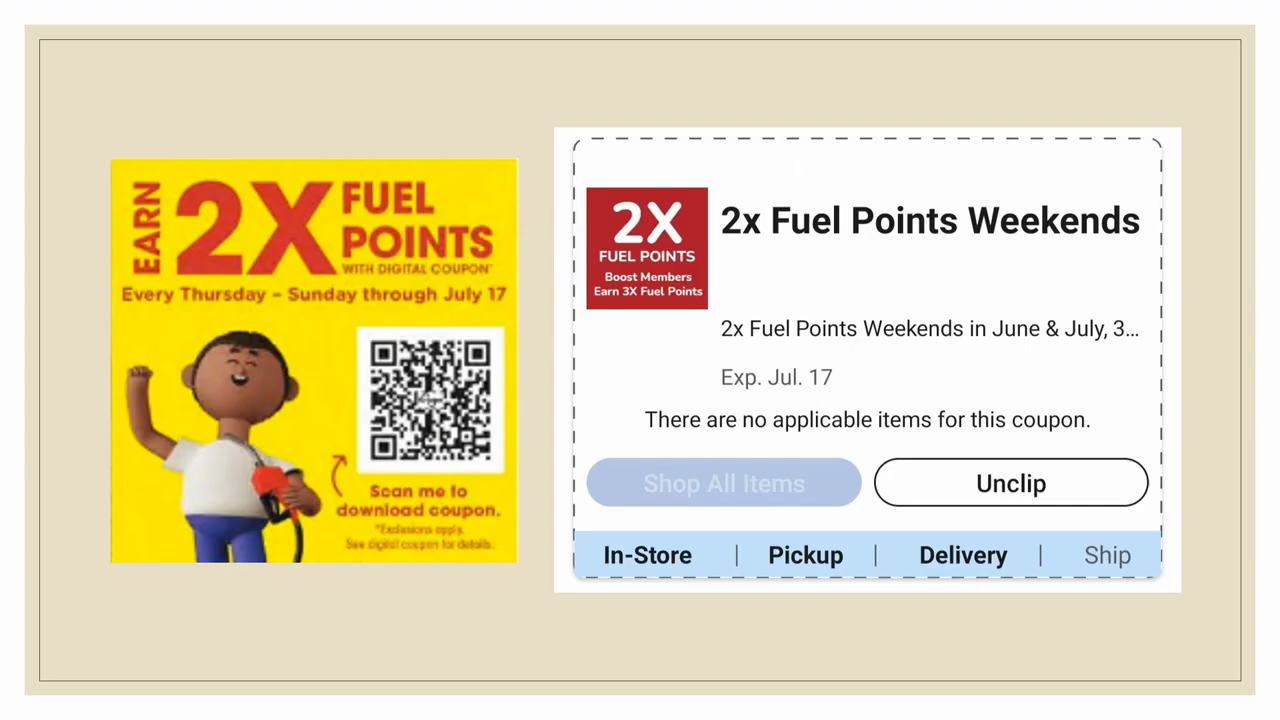 EARN
2X FUEL
POINTS
WITH DIGITAL COUPON*
Every Thursday – Sunday through July 17
Scan me to
download coupon.
*Exclusions apply.
See digital coupon for details.
2X
FUEL POINTS
Boost Members
Earn 3X Fuel Points
2x Fuel Points Weekends
2x Fuel Points Weekends in June & July, 3...
Exp. Jul. 17
There are no applicable items for this coupon.
Shop All Items
Unclip
In-Store | Pickup | Delivery | Ship